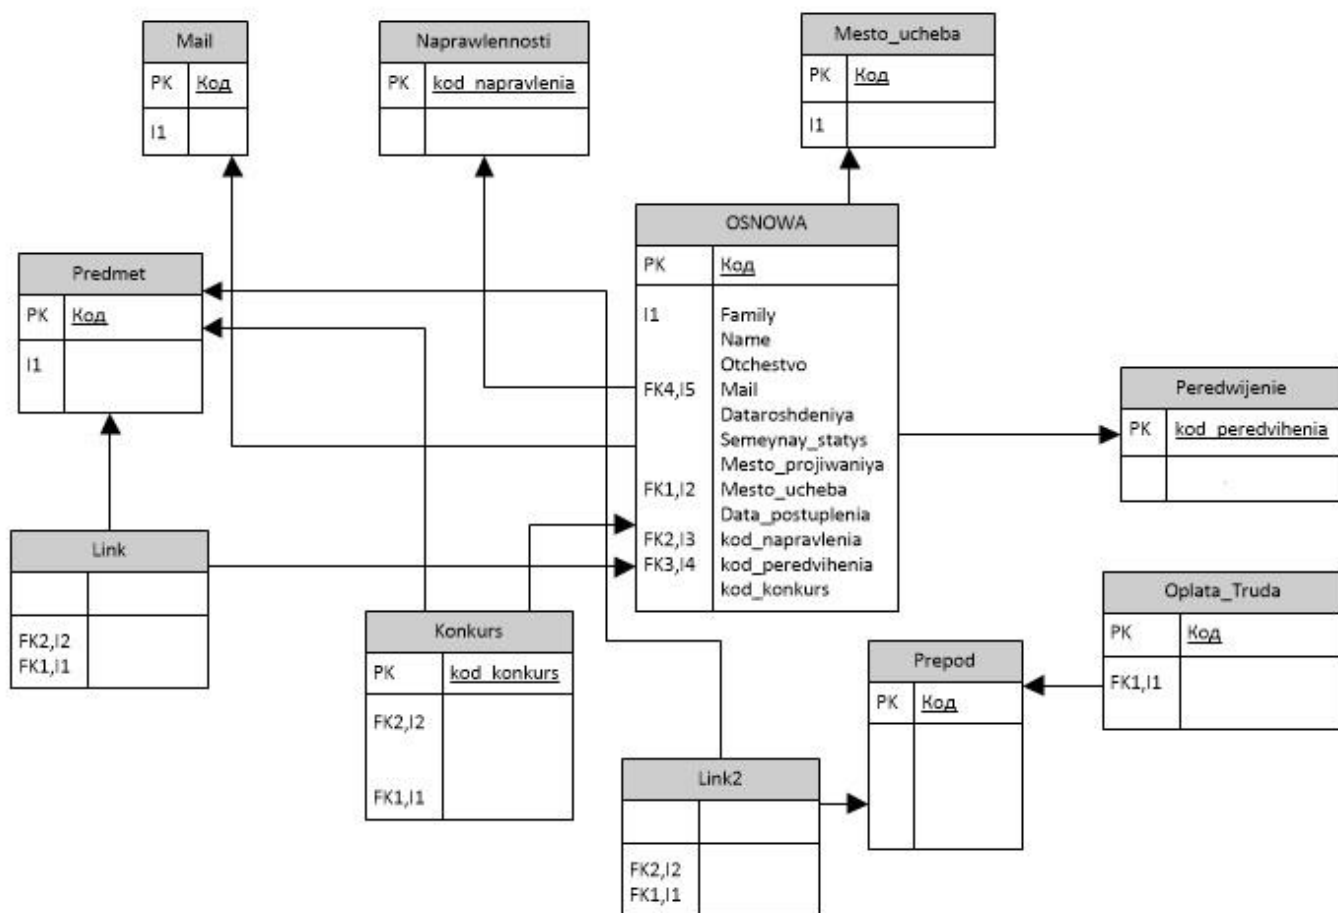 Mail
PK Код
I1
Naprawlennosti
PK kod_napravlenia
Mesto_ucheba
PK Код
I1
OSNOWA
PK Код
I1 Family
Name
Otchestvo
FK4,I5 Mail
Dataroshdeniya
Semeynay_statys
Mesto_projiwaniya
FK1,I2 Mesto_ucheba
Data_postuplenia
FK2,I3 kod_napravlenia
FK3,I4 kod_peredvihenia
kod_konkurs
Predmet
PK Код
I1
Peredwijenie
PK kod_peredvihenia
Link
FK2,I2
FK1,I1
Konkurs
PK kod_konkurs
FK2,I2
FK1,I1
Oplata_Truda
PK Код
FK1,I1
Prepod
PK Код
Link2
FK2,I2
FK1,I1